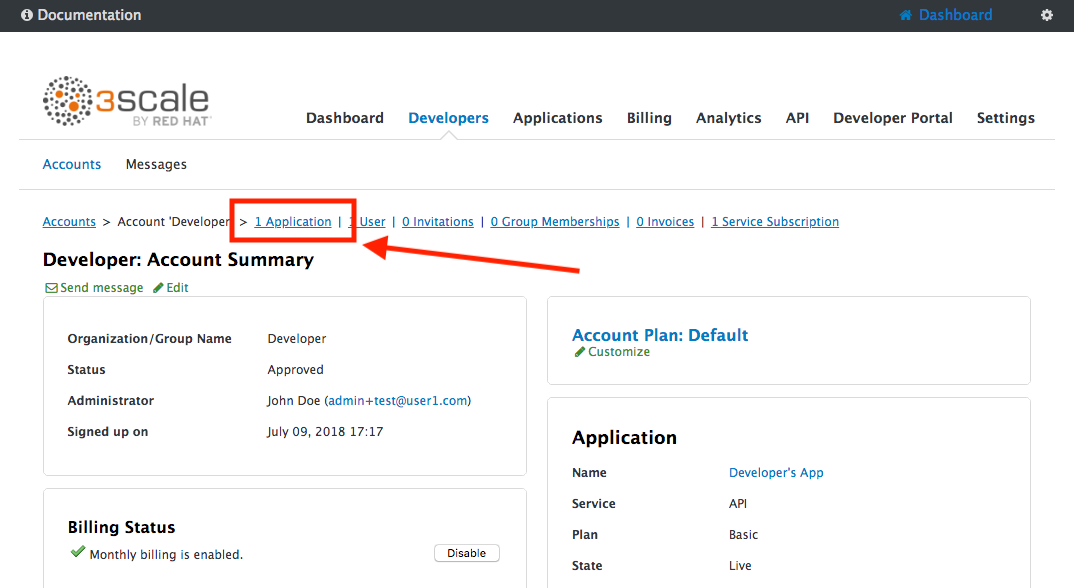 Documentation Dashboard
3scale
BY RED HAT
Dashboard Developers Applications Billing Analytics API Developer Portal Settings
Accounts Messages
Accounts > Account 'Developer > 1 Application | User | 0 Invitations | 0 Group Memberships | 0 Invoices | 1 Service Subscription
Developer: Account Summary
Send message Edit
Organization/Group Name Developer
Status Approved
Administrator John Doe (admin+test@user1.com)
Signed up on July 09, 2018 17:17
Billing Status
Monthly billing is enabled. Disable
Account Plan: Default
Customize
Application
Name Developer's App
Service API
Plan Basic
State Live